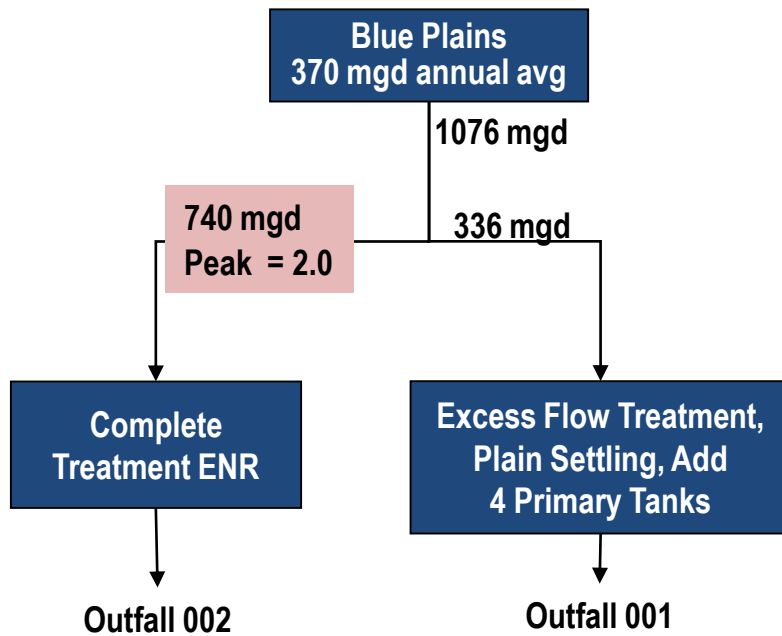 Blue Plains
370 mgd annual avg
1076 mgd
740 mgd
Peak = 2.0
336 mgd
Complete
Treatment ENR
Excess Flow Treatment,
Plain Settling, Add
4 Primary Tanks
Outfall 002
Outfall 001